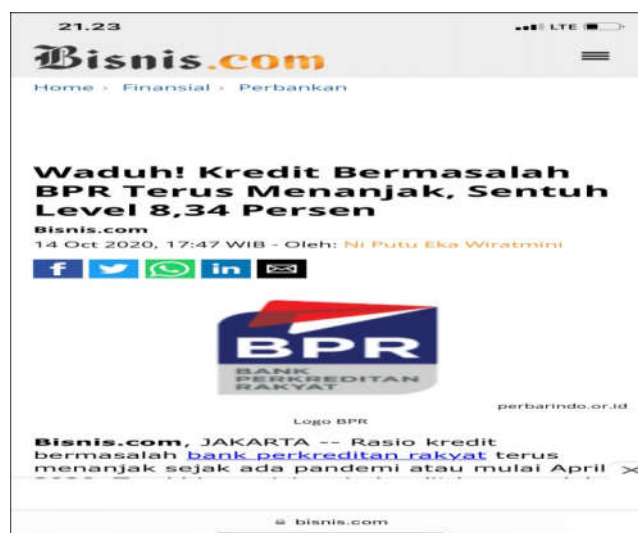 21.23
LTE
Bisnis.com
Home › Finansial › Perbankan
Waduh! Kredit Bermasalah
BPR Terus Menanjak, Sentuh
Level 8,34 Persen
Bisnis.com
14 Oct 2020, 17:47 WIB - Oleh: Ni Putu Eka Wiratmini
f in
BPR
BANK
PERKREDITAN
RAKYAT
perbarindo.or.id
Logo BPR
Bisnis.com, JAKARTA -- Rasio kredit
bermasalah bank perkreditan rakyat terus
menanjak sejak ada pandemi atau mulai April
bisnis.com